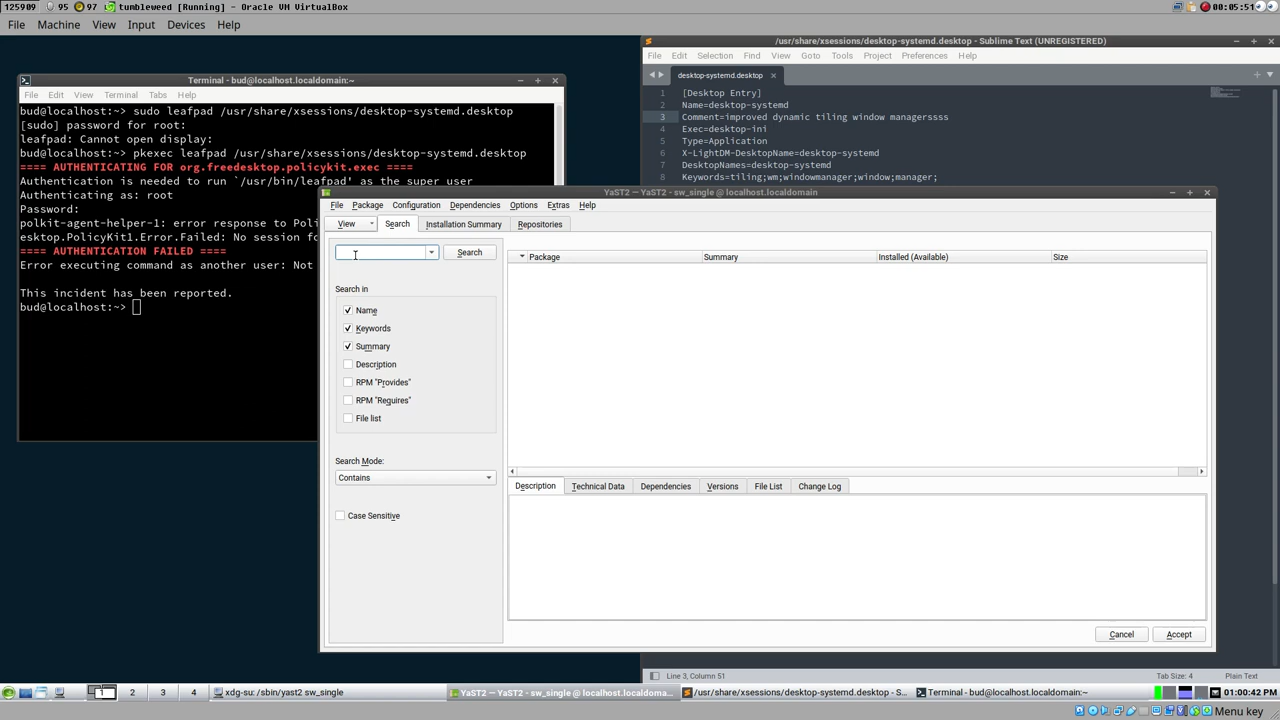 125909 95 97 tumbleweed [Running] - Oracle VM VirtualBox 00:05:51
File Machine View Input Devices Help
Terminal - bud@localhost.localdomain:~
File Edit View Terminal Tabs Help
bud@localhost:~> sudo leafpad /usr/share/xsessions/desktop-systemd.desktop
[sudo] password for root:
leafpad: Cannot open display:
bud@localhost:~> pkexec leafpad /usr/share/xsessions/desktop-systemd.desktop
==== AUTHENTICATING FOR org.freedesktop.policykit.exec ====
Authentication is needed to run `/usr/bin/leafpad' as the super user
Authenticating as: root
Password:
polkit-agent-helper-1: error response to Poli
esktop.PolicyKit1.Error.Failed: No session fo
==== AUTHENTICATION FAILED ====
Error executing command as another user: Not
This incident has been reported.
bud@localhost:~>
/usr/share/xsessions/desktop-systemd.desktop - Sublime Text (UNREGISTERED)
File Edit Selection Find View Goto Tools Project Preferences Help
desktop-systemd.desktop
1 [Desktop Entry]
2 Name=desktop-systemd
3 Comment=improved dynamic tiling window managerssss
4 Exec=desktop-ini
5 Type=Application
6 X-LightDM-DesktopName=desktop-systemd
7 DesktopNames=desktop-systemd
8 Keywords=tiling;wm;windowmanager;window;manager;
YaST2 — YaST2 - sw_single @ localhost.localdomain
File Package Configuration Dependencies Options Extras Help
View Search Installation Summary Repositories
Search
Search in
Name
Keywords
Summary
Description
RPM "Provides"
RPM "Requires"
File list
Search Mode:
Contains
Case Sensitive
Package Summary Installed (Available) Size
Description Technical Data Dependencies Versions File List Change Log
Cancel Accept
Line 3, Column 51 Tab Size: 4 Plain Text
1 2 3 4 xdg-su: /sbin/yast2 sw_single YaST2 — YaST2 - sw_single @ localhost.localdoma... /usr/share/xsessions/desktop-systemd.desktop - S... Terminal - bud@localhost.localdomain:~ 01:00:42 PM
Menu key